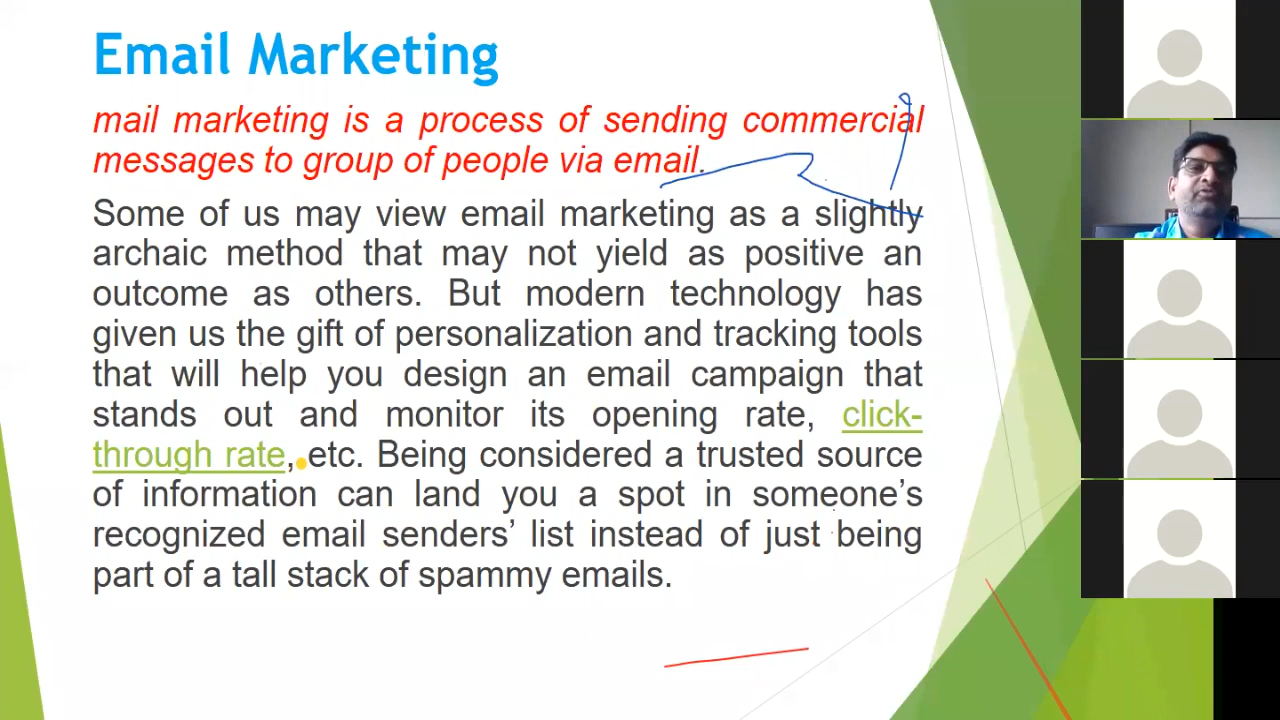 Email Marketing
mail marketing is a process of sending commercial
messages to group of people via email.
Some of us may view email marketing as a slightly
archaic method that may not yield as positive an
outcome as others. But modern technology has
given us the gift of personalization and tracking tools
that will help you design an email campaign that
stands out and monitor its opening rate, click-
through rate, etc. Being considered a trusted source
of information can land you a spot in someone’s
recognized email senders’ list instead of just being
part of a tall stack of spammy emails.